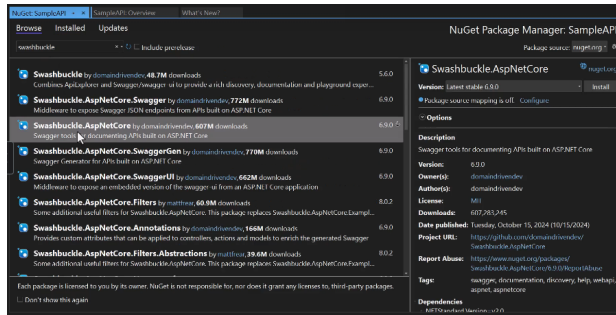 NuGet: SampleAPI
SampleAPI: Overview
What's New?
Browse Installed Updates
NuGet Package Manager: SampleAPI
swashbuckle
Include prerelease
Package source: nuget.org
Swashbuckle by domaindrivendev, 48.7M downloads 5.6.0
Combines ApiExplorer and Swagger/swagger-ui to provide a rich discovery, documentation and playground exper...
Swashbuckle.AspNetCore.Swagger by domaindrivendev, 772M downloads 6.9.0
Middleware to expose Swagger JSON endpoints from APIs built on ASP.NET Core
Swashbuckle.AspNetCore by domaindrivendev, 607M downloads 6.9.0
Swagger tools for documenting APIs built on ASP.NET Core
Swashbuckle.AspNetCore.SwaggerGen by domaindrivendev, 770M downloads 6.9.0
Swagger Generator for APIs built on ASP.NET Core
Swashbuckle.AspNetCore.SwaggerUI by domaindrivendev, 662M downloads 6.9.0
Middleware to expose an embedded version of the swagger-ui from an ASP.NET Core application
Swashbuckle.AspNetCore.Filters by mattfrear, 60.9M downloads 8.0.2
Some additional useful filters for Swashbuckle.AspNetCore. This package replaces Swashbuckle.AspNetCore.Exampl...
Swashbuckle.AspNetCore.Annotations by domaindrivendev, 166M downloads 6.9.0
Provides custom attributes that can be applied to controllers, actions and models to enrich the generated Swagger
Swashbuckle.AspNetCore.Filters.Abstractions by mattfrear, 39.6M downloads 8.0.2
Some additional useful filters for Swashbuckle.AspNetCore. This package replaces Swashbuckle.AspNetCore.Exampl...
Each package is licensed to you by its owner. NuGet is not responsible for, nor does it grant any licenses to, third-party packages.
Don't show this again
Swashbuckle.AspNetCore
nuget.org
Version: Latest stable 6.9.0 Install
Package source mapping is off. Configure
Options
Description
Swagger tools for documenting APIs built on ASP.NET Core
Version: 6.9.0
Owner(s): domaindrivendev
Author(s): domaindrivendev
License: MIT
Downloads: 607,283,245
Date published: Tuesday, October 15, 2024 (10/15/2024)
Project URL: https://github.com/domaindrivendev/
Swashbuckle.AspNetCore
Report Abuse: https://www.nuget.org/packages/
Swashbuckle.AspNetCore/6.9.0/ReportAbuse
Tags: swagger, documentation, discovery, help, webapi,
aspnet, aspnetcore
Dependencies
.NETStandard,Version=v2.0